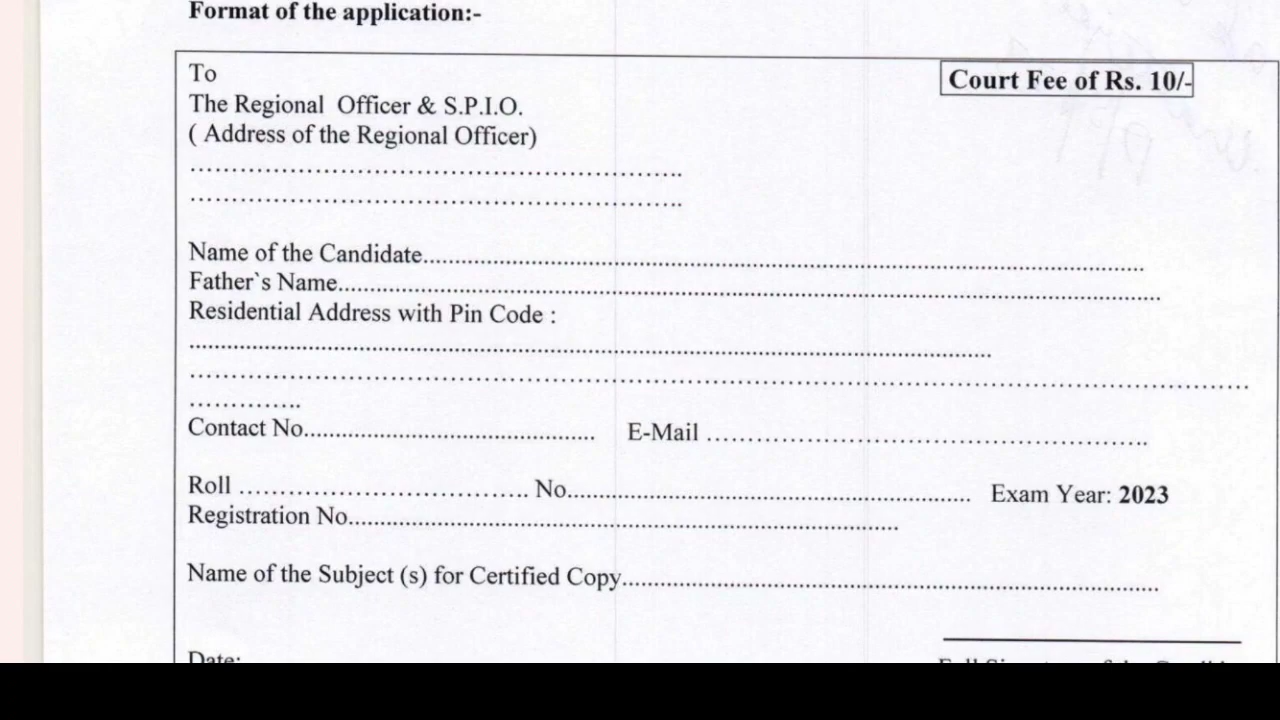 Format of the application:-
To
Court Fee of Rs. 10/-
The Regional Officer & S.P.I.O.
( Address of the Regional Officer)
....................................................................
....................................................................
Name of the Candidate....................................................................
Father`s Name....................................................................
Residential Address with Pin Code :
....................................................................
....................................................................
..............
Contact No............................................ E-Mail ....................................................
Roll ................................. No............................................................ Exam Year: 2023
Registration No....................................................................
Name of the Subject (s) for Certified Copy....................................................................
Date: